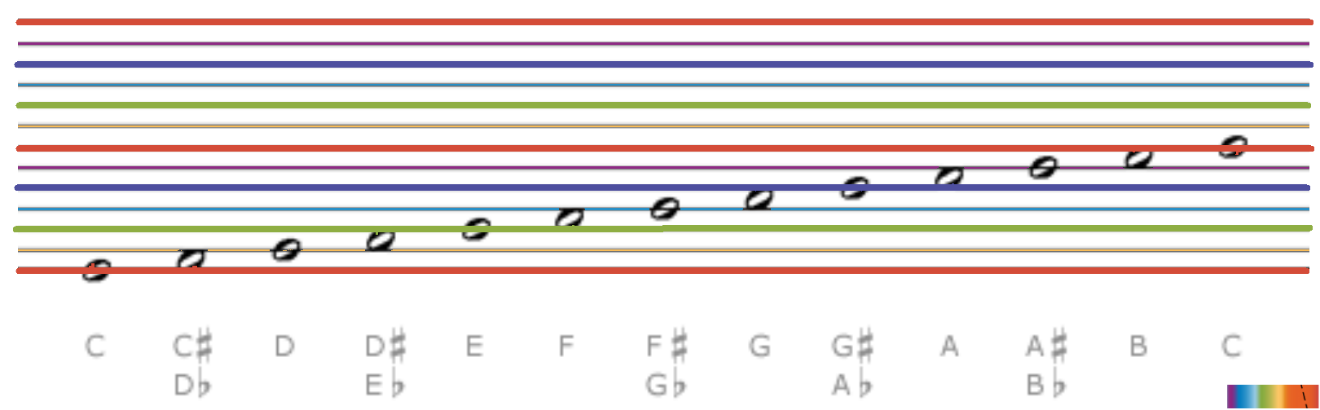 C C♯ D D♯ E F F♯ G G♯ A A♯ B C
D♭ E♭ G♭ A♭ B♭